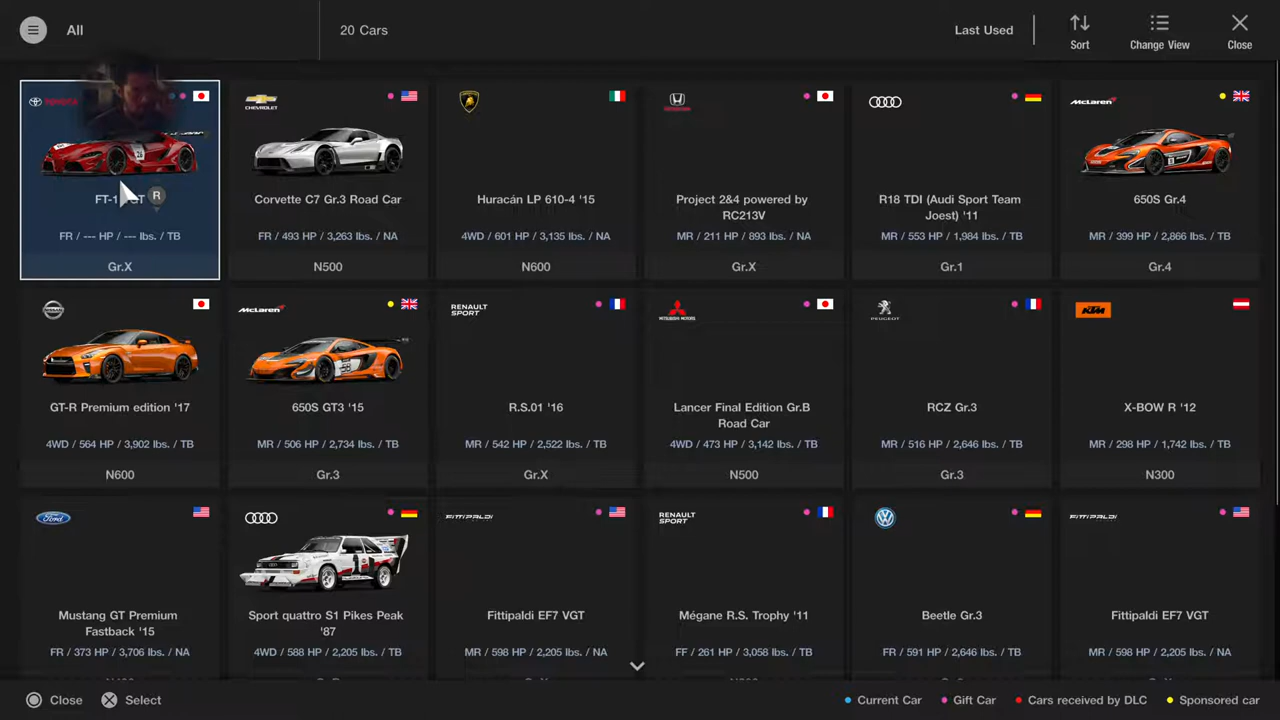 All
20 Cars
Last Used
Sort
Change View
Close
TOYOTA
R
FR / --- HP / --- lbs. / TB
Gr.X
CHEVROLET
Corvette C7 Gr.3 Road Car
FR / 493 HP / 3,263 lbs. / NA
N500
Huracán LP 610-4 '15
4WD / 601 HP / 3,135 lbs. / NA
N600
HONDA
Project 2&4 powered by
RC213V
MR / 211 HP / 893 lbs. / NA
Gr.X
R18 TDI (Audi Sport Team
Joest) '11
MR / 553 HP / 1,984 lbs. / TB
Gr.1
McLaren
650S Gr.4
MR / 399 HP / 2,866 lbs. / TB
Gr.4
GT-R Premium edition '17
4WD / 564 HP / 3,902 lbs. / TB
N600
McLaren
650S GT3 '15
MR / 506 HP / 2,734 lbs. / TB
Gr.3
RENAULT
SPORT
R.S.01 '16
MR / 542 HP / 2,522 lbs. / TB
Gr.X
MITSUBISHI MOTORS
Lancer Final Edition Gr.B
Road Car
4WD / 473 HP / 3,142 lbs. / TB
N500
PEUGEOT
RCZ Gr.3
MR / 516 HP / 2,646 lbs. / TB
Gr.3
KTM
X-BOW R '12
MR / 298 HP / 1,742 lbs. / TB
N300
Ford
Mustang GT Premium
Fastback '15
FR / 373 HP / 3,706 lbs. / NA
Sport quattro S1 Pikes Peak
'87
4WD / 588 HP / 2,205 lbs. / TB
FITTIPALDI
Fittipaldi EF7 VGT
MR / 598 HP / 2,205 lbs. / NA
RENAULT
SPORT
Mégane R.S. Trophy '11
FF / 261 HP / 3,058 lbs. / TB
Beetle Gr.3
FR / 591 HP / 2,646 lbs. / TB
FITTIPALDI
Fittipaldi EF7 VGT
MR / 598 HP / 2,205 lbs. / NA
Close
Select
Current Car
Gift Car
Cars received by DLC
Sponsored car